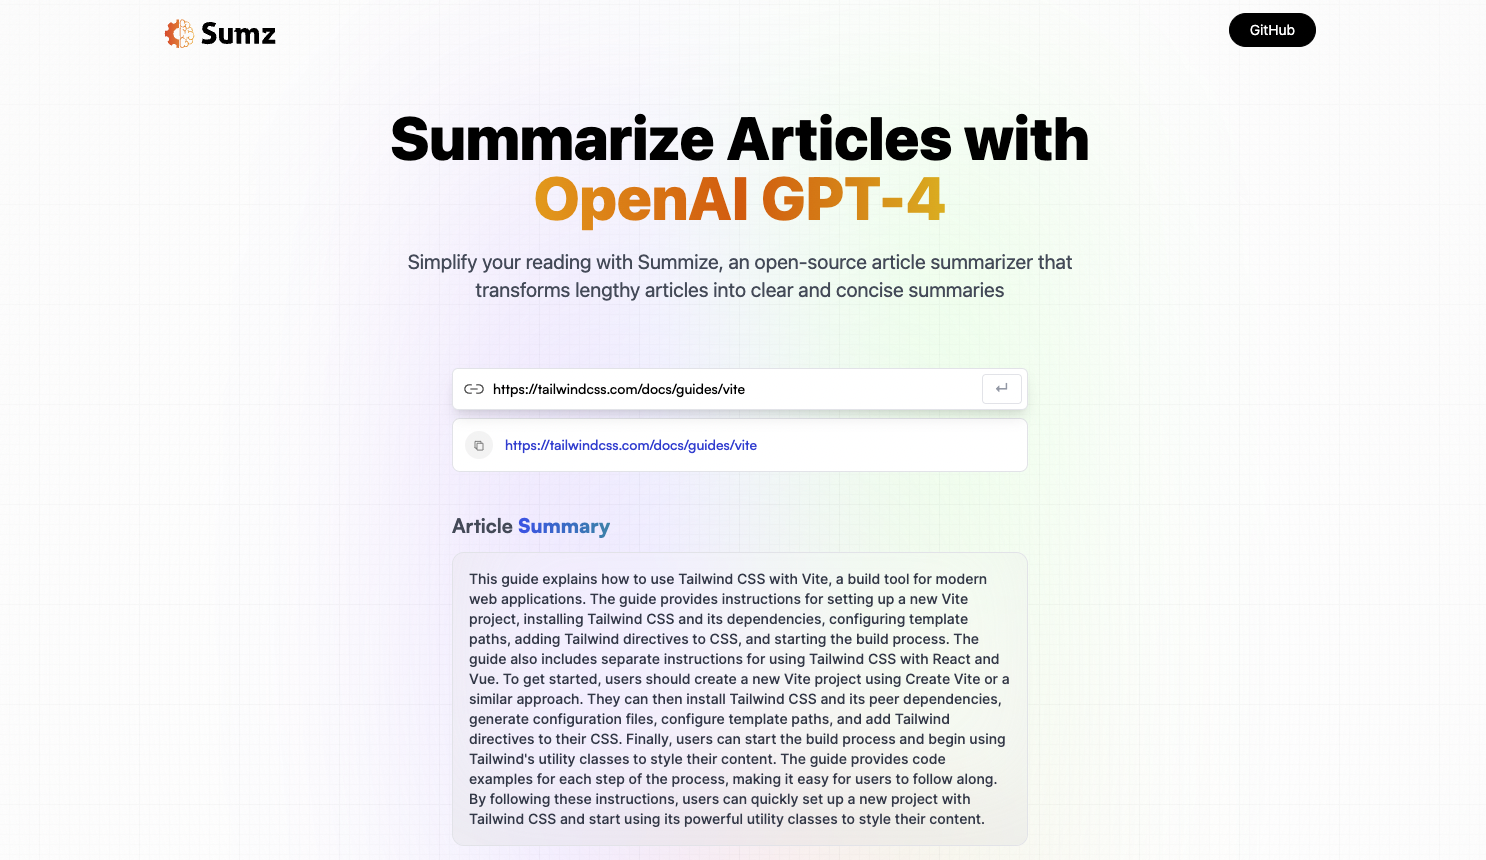 Sumz
GitHub
Summarize Articles with
OpenAI GPT-4
Simplify your reading with Summize, an open-source article summarizer that
transforms lengthy articles into clear and concise summaries
https://tailwindcss.com/docs/guides/vite
https://tailwindcss.com/docs/guides/vite
Article Summary
This guide explains how to use Tailwind CSS with Vite, a build tool for modern
web applications. The guide provides instructions for setting up a new Vite
project, installing Tailwind CSS and its dependencies, configuring template
paths, adding Tailwind directives to CSS, and starting the build process. The
guide also includes separate instructions for using Tailwind CSS with React and
Vue. To get started, users should create a new Vite project using Create Vite or a
similar approach. They can then install Tailwind CSS and its peer dependencies,
generate configuration files, configure template paths, and add Tailwind
directives to their CSS. Finally, users can start the build process and begin using
Tailwind's utility classes to style their content. The guide provides code
examples for each step of the process, making it easy for users to follow along.
By following these instructions, users can quickly set up a new project with
Tailwind CSS and start using its powerful utility classes to style their content.